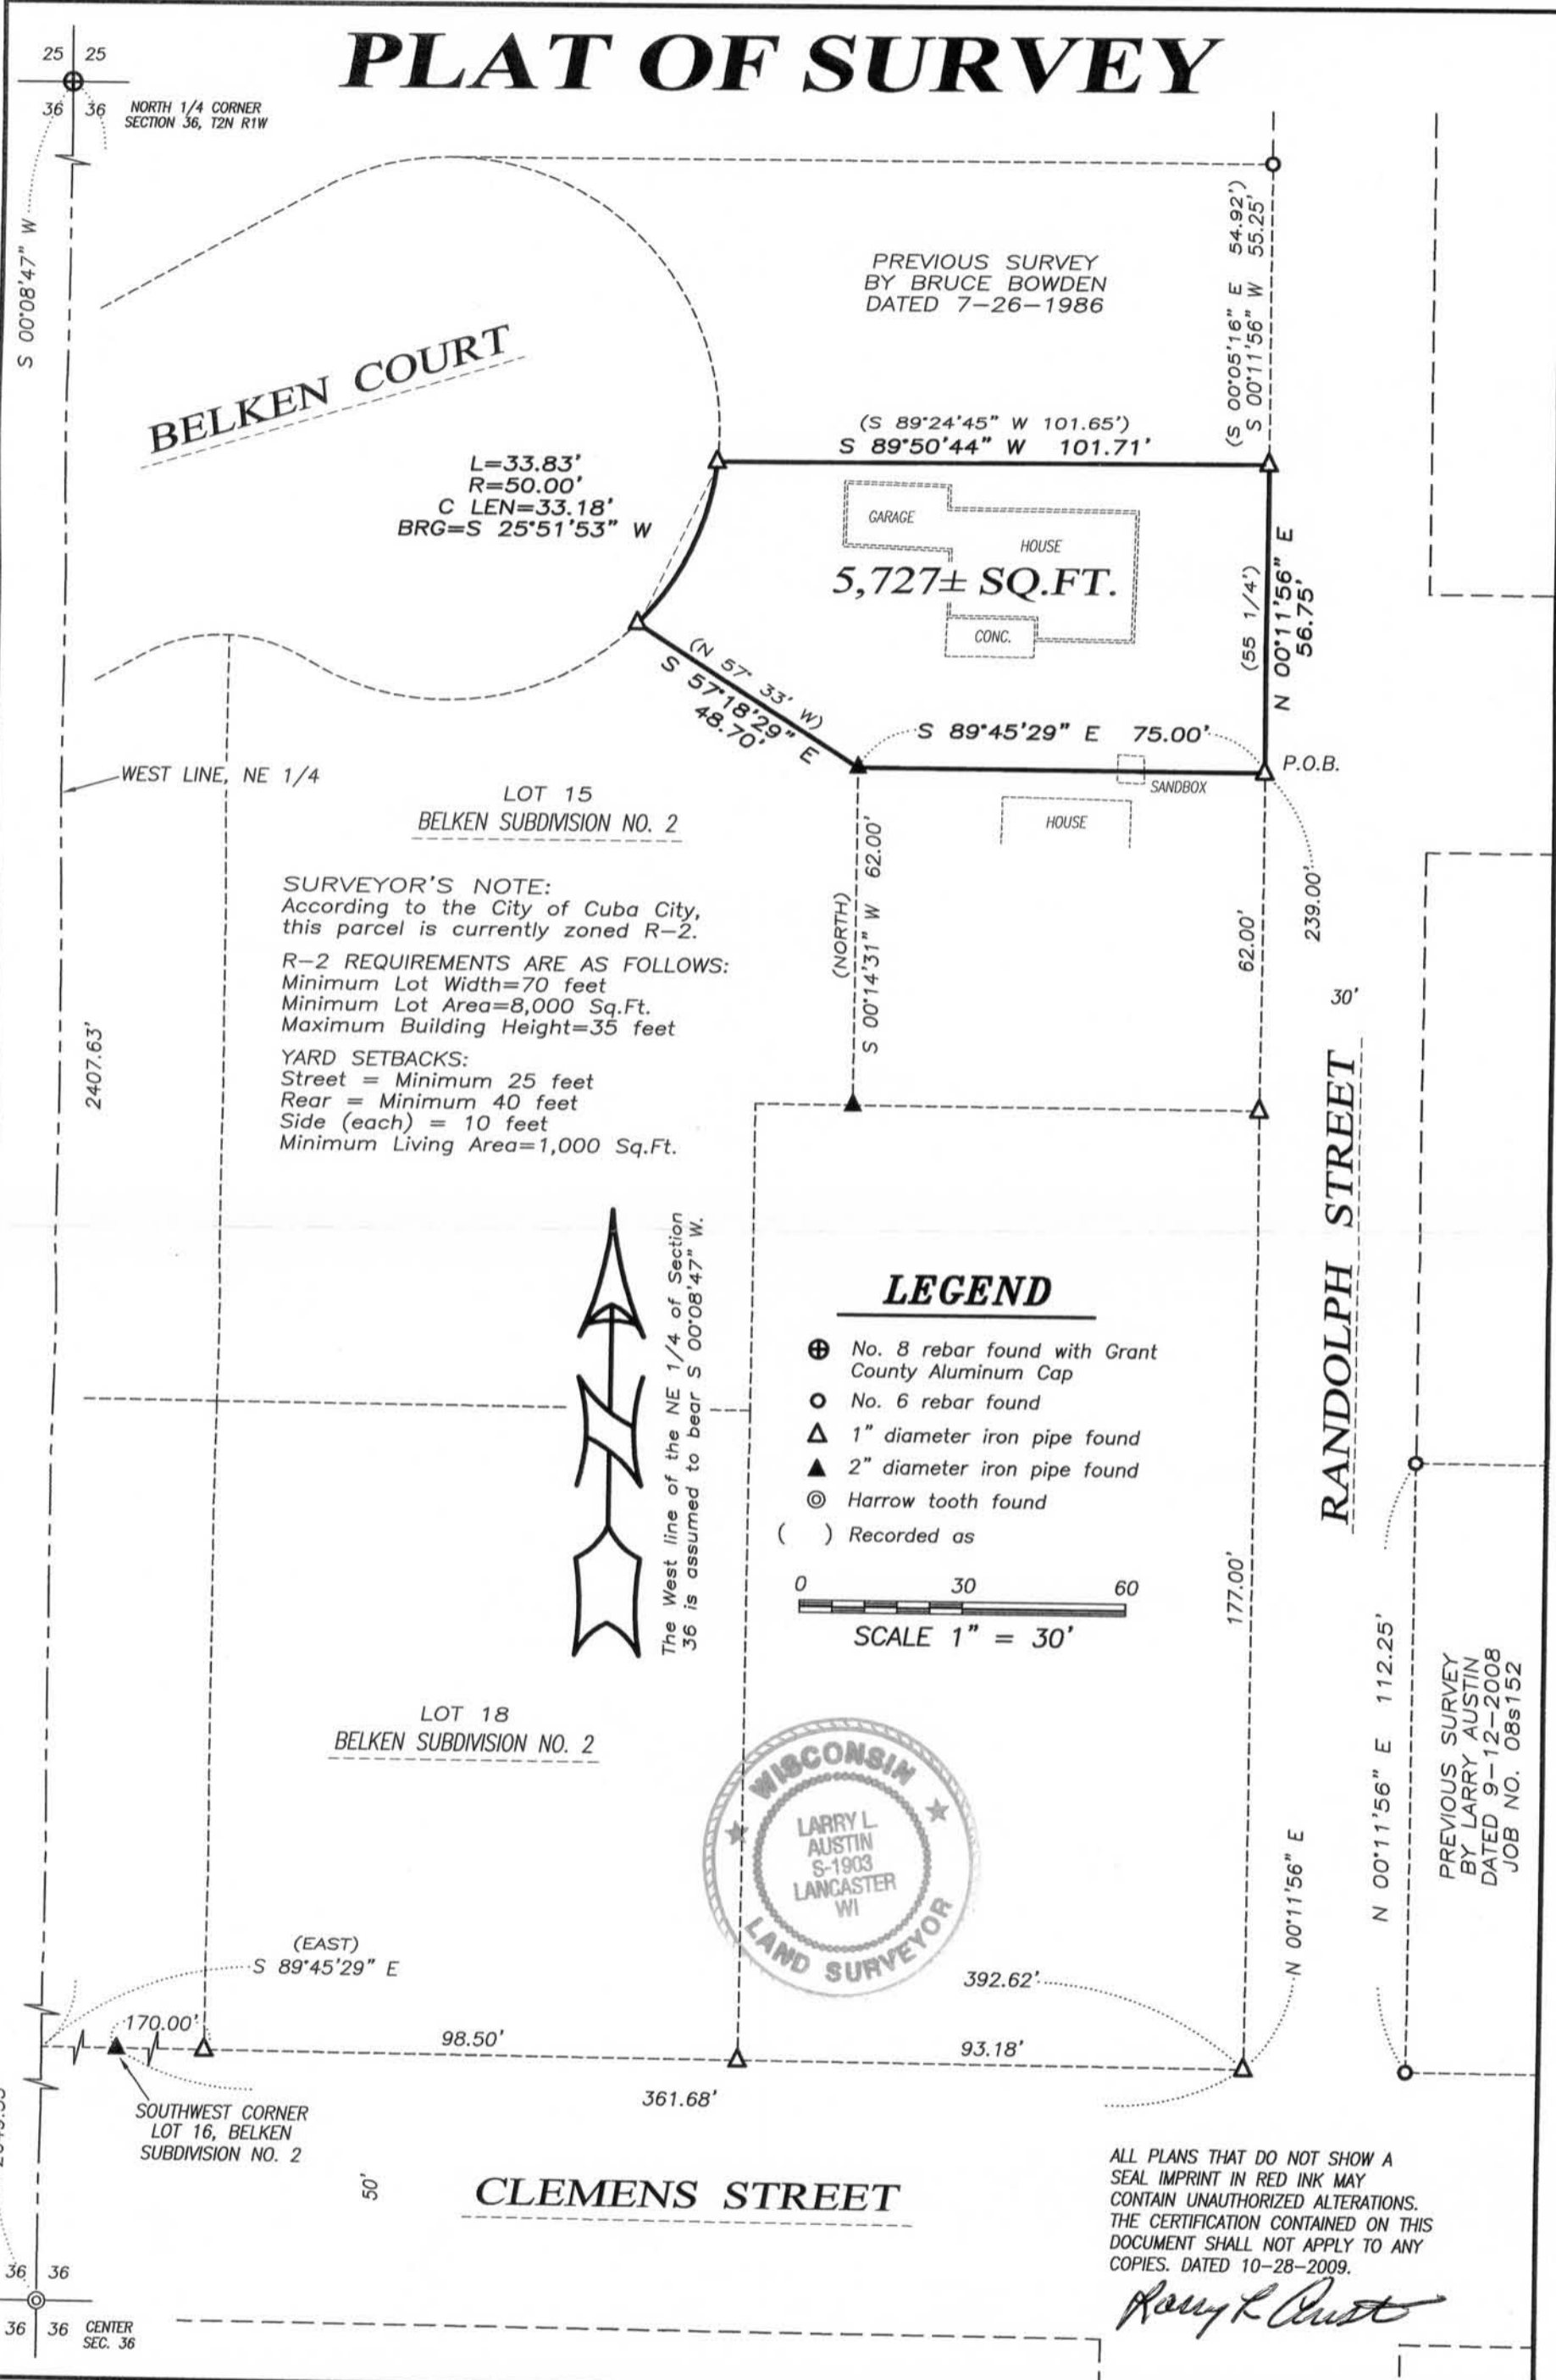 PLAT OF SURVEY
25 25
36 36
NORTH 1/4 CORNER
SECTION 36, T2N R1W
S 00°08'47" W
BELKEN COURT
PREVIOUS SURVEY
BY BRUCE BOWDEN
DATED 7-26-1986
(S 00°05'16" E 54.92')
S 00°11'56" W 55.25'
(S 89°24'45" W 101.65')
S 89°50'44" W 101.71'
L=33.83'
R=50.00'
C LEN=33.18'
BRG=S 25°51'53" W
GARAGE
HOUSE
5,727± SQ.FT.
CONC.
(55 1/4')
N 00°11'56" E
56.75'
(N 57° 33' W)
S 57°18'29" E
48.70'
S 89°45'29" E 75.00'
P.O.B.
SANDBOX
HOUSE
WEST LINE, NE 1/4
LOT 15
BELKEN SUBDIVISION NO. 2
SURVEYOR'S NOTE:
According to the City of Cuba City,
this parcel is currently zoned R-2.
R-2 REQUIREMENTS ARE AS FOLLOWS:
Minimum Lot Width=70 feet
Minimum Lot Area=8,000 Sq.Ft.
Maximum Building Height=35 feet
YARD SETBACKS:
Street = Minimum 25 feet
Rear = Minimum 40 feet
Side (each) = 10 feet
Minimum Living Area=1,000 Sq.Ft.
(NORTH)
S 00°14'31" W 62.00'
62.00'
239.00'
30'
2407.63'
RANDOLPH STREET
The West line of the NE 1/4 of Section
36 is assumed to bear S 00°08'47" W.
N
LEGEND
No. 8 rebar found with Grant
County Aluminum Cap
No. 6 rebar found
1" diameter iron pipe found
2" diameter iron pipe found
Harrow tooth found
( ) Recorded as
0 30 60
SCALE 1" = 30'
177.00'
N 00°11'56" E 112.25'
PREVIOUS SURVEY
BY LARRY AUSTIN
DATED 9-12-2008
JOB NO. 08s152
LOT 18
BELKEN SUBDIVISION NO. 2
WISCONSIN
LARRY L.
AUSTIN
S-1903
LANCASTER
WI
LAND SURVEYOR
N 00°11'56" E
(EAST)
S 89°45'29" E
392.62'
170.00'
98.50'
93.18'
361.68'
SOUTHWEST CORNER
LOT 16, BELKEN
SUBDIVISION NO. 2
50'
CLEMENS STREET
ALL PLANS THAT DO NOT SHOW A
SEAL IMPRINT IN RED INK MAY
CONTAIN UNAUTHORIZED ALTERATIONS.
THE CERTIFICATION CONTAINED ON THIS
DOCUMENT SHALL NOT APPLY TO ANY
COPIES. DATED 10-28-2009.
Larry L Aust
36 36
36 36
CENTER
SEC. 36